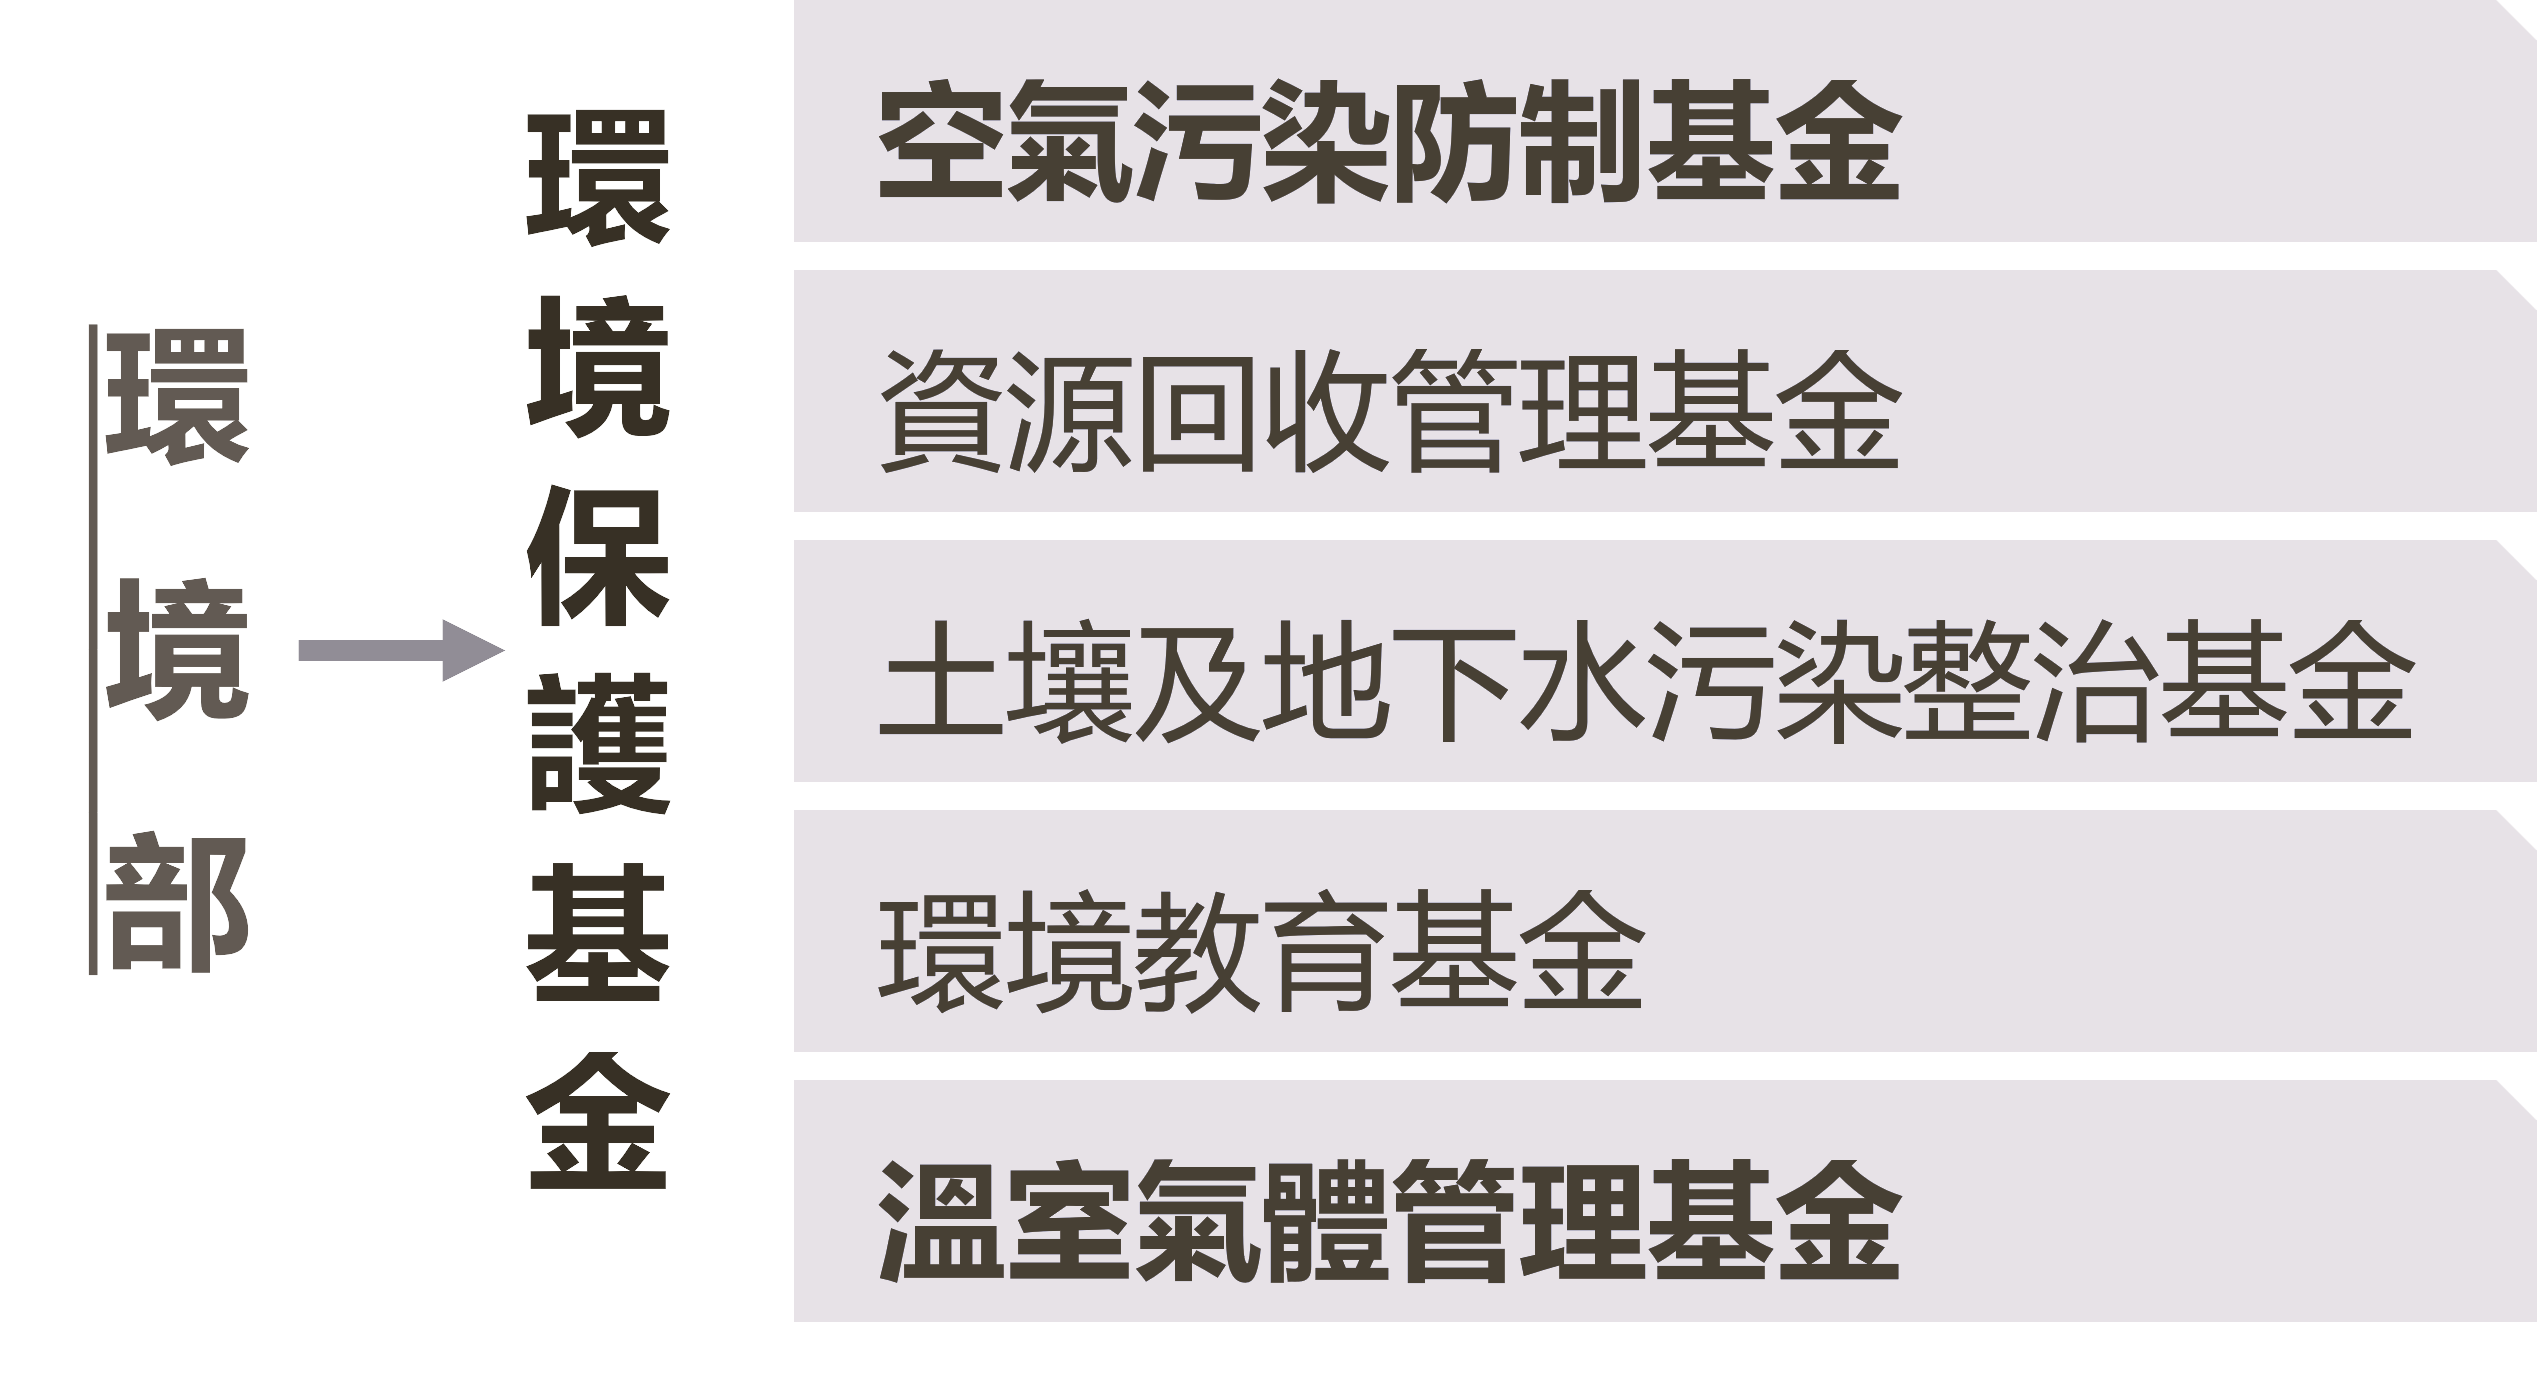 環境部
環境保護基金
空氣污染防制基金
資源回收管理基金
土壤及地下水污染整治基金
環境教育基金
溫室氣體管理基金